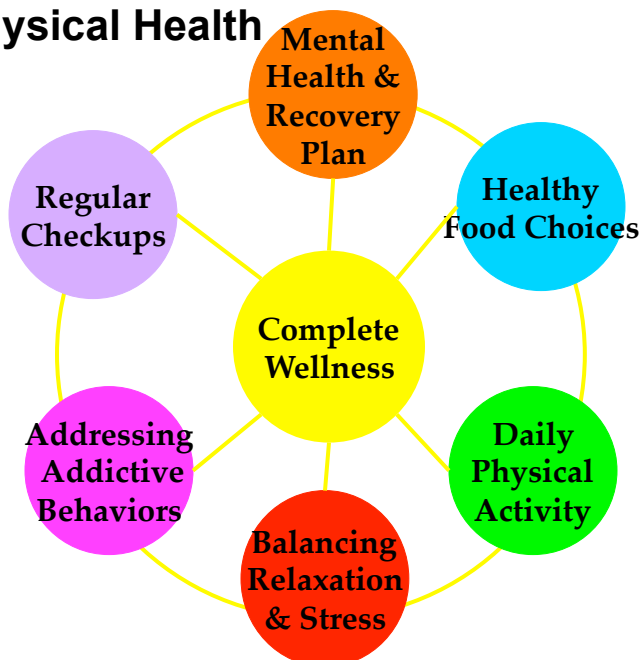 ysical Health
Mental
Health &
Recovery
Plan
Healthy
Food Choices
Regular
Checkups
Complete
Wellness
Addressing
Addictive
Behaviors
Daily
Physical
Activity
Balancing
Relaxation
& Stress